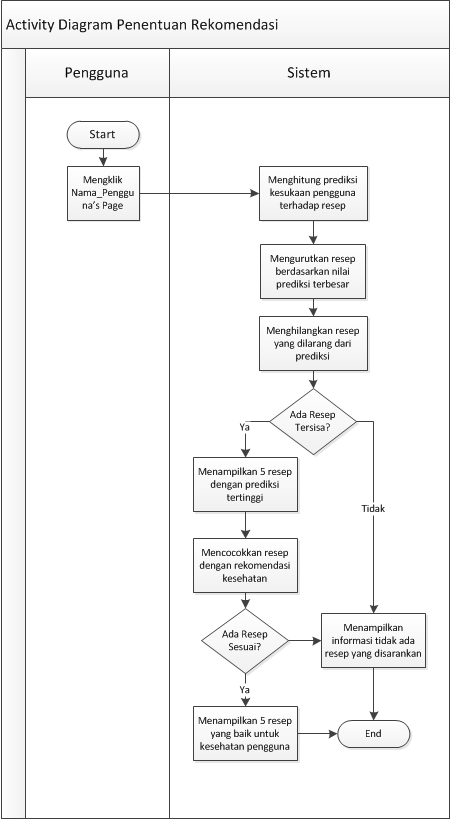 Activity Diagram Penentuan Rekomendasi
Pengguna
Sistem
Start
Mengklik
Nama_Penggu
na's Page
Menghitung prediksi
kesukaan pengguna
terhadap resep
Mengurutkan resep
berdasarkan nilai
prediksi terbesar
Menghilangkan resep
yang dilarang dari
prediksi
Ada Resep
Tersisa?
Ya
Menampilkan 5 resep
dengan prediksi
tertinggi
Tidak
Mencocokkan resep
dengan rekomendasi
kesehatan
Ada Resep
Sesuai?
Menampilkan
informasi tidak ada
resep yang disarankan
Ya
Menampilkan 5 resep
yang baik untuk
kesehatan pengguna
End